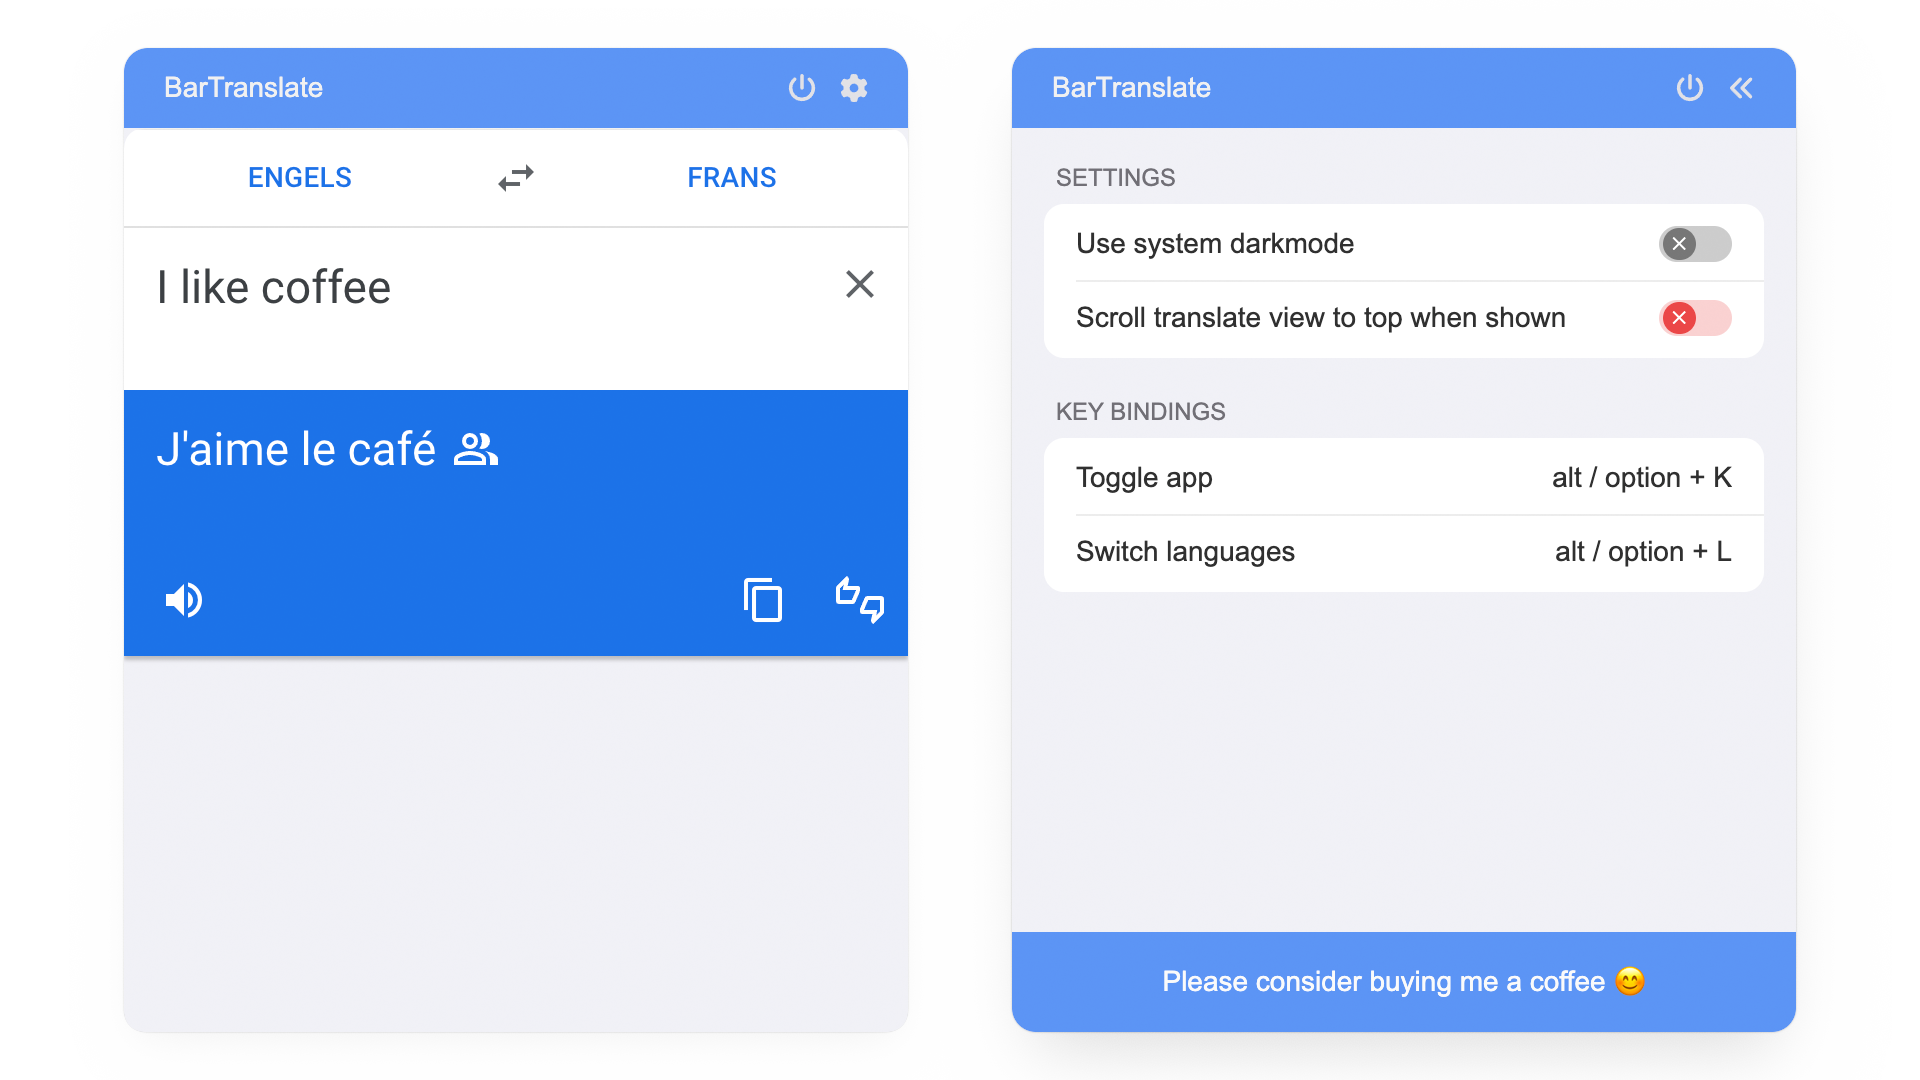 BarTranslate
ENGELS
FRANS
I like coffee
J'aime le café
BarTranslate
SETTINGS
Use system darkmode
Scroll translate view to top when shown
KEY BINDINGS
Toggle app alt / option + K
Switch languages alt / option + L
Please consider buying me a coffee 😊